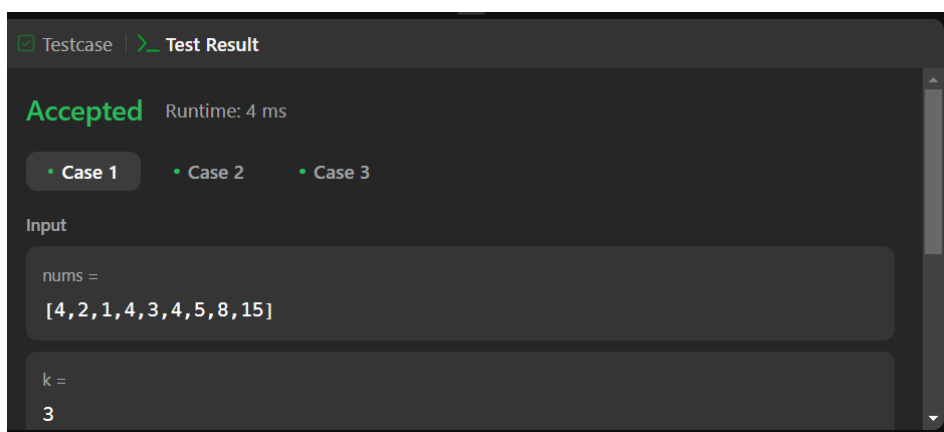 Testcase | >_ Test Result
Accepted Runtime: 4 ms
• Case 1 • Case 2 • Case 3
Input
nums =
[4,2,1,4,3,4,5,8,15]
k =
3